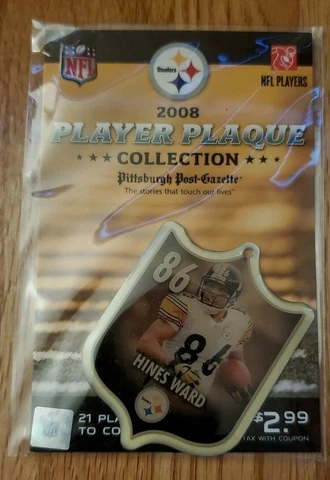 NFL
Steelers
NFL PLAYERS
2008
PLAYER PLAQUE
COLLECTION
Pittsburgh Post-Gazette
The stories that touch our lives
86
86
HINES WARD
21 PLA
TO CO
$2.99
TAX WITH COUPON